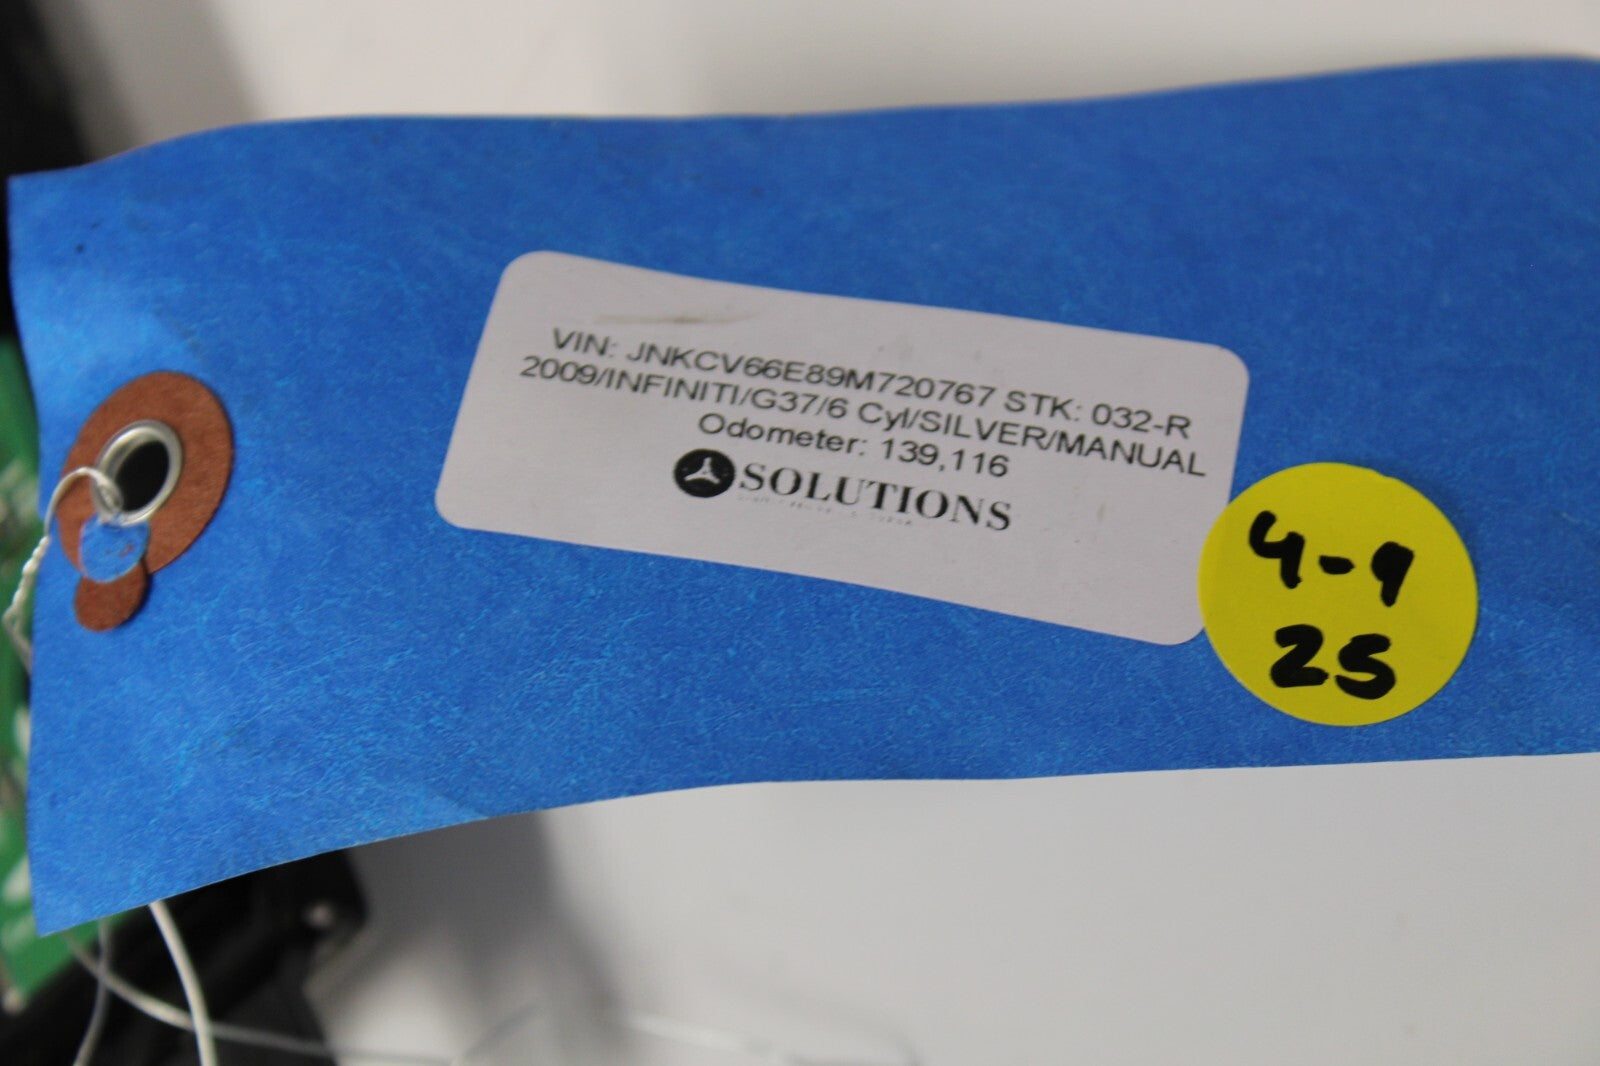 VIN: JNKCV66E89M720767 STK: 032-R
2009/INFINITI/G37/6 Cyl/SILVER/MANUAL
Odometer: 139,116
SOLUTIONS
4-9
25